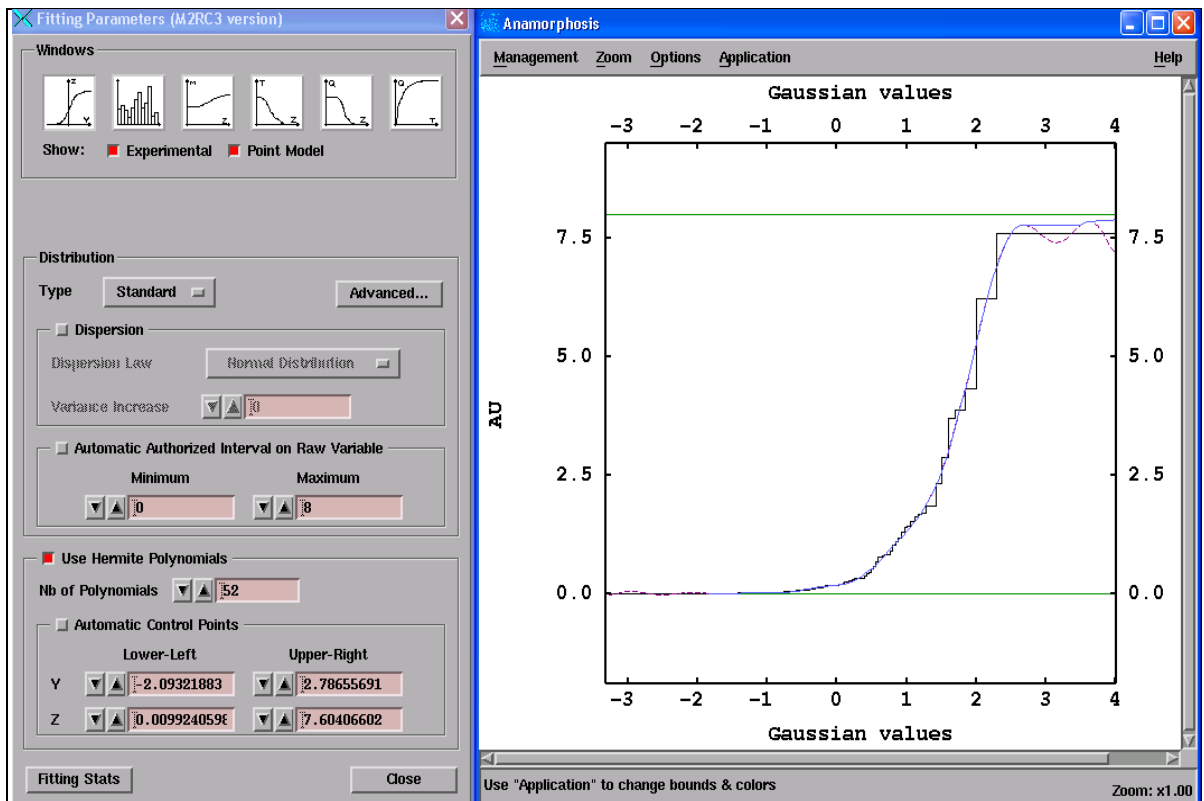 Fitting Parameters (M2RC3 version)
Windows
Z
Y
M
Z
T
Z
Q
Z
Q
T
Show: Experimental Point Model
Distribution
Type Standard Advanced...
Dispersion
Dispersion Law Normal Distribution
Variance Increase 0
Automatic Authorized Interval on Raw Variable
Minimum Maximum
0 8
Use Hermite Polynomials
Nb of Polynomials 52
Automatic Control Points
Lower-Left Upper-Right
Y -2.09321883 2.78655691
Z 0.0099240598 7.60406602
Fitting Stats Close
Anamorphosis
Management Zoom Options Application Help
Gaussian values
-3 -2 -1 0 1 2 3 4
7.5 7.5
5.0 5.0
AU
2.5 2.5
0.0 0.0
-3 -2 -1 0 1 2 3 4
Gaussian values
Use "Application" to change bounds & colors
Zoom: x1.00